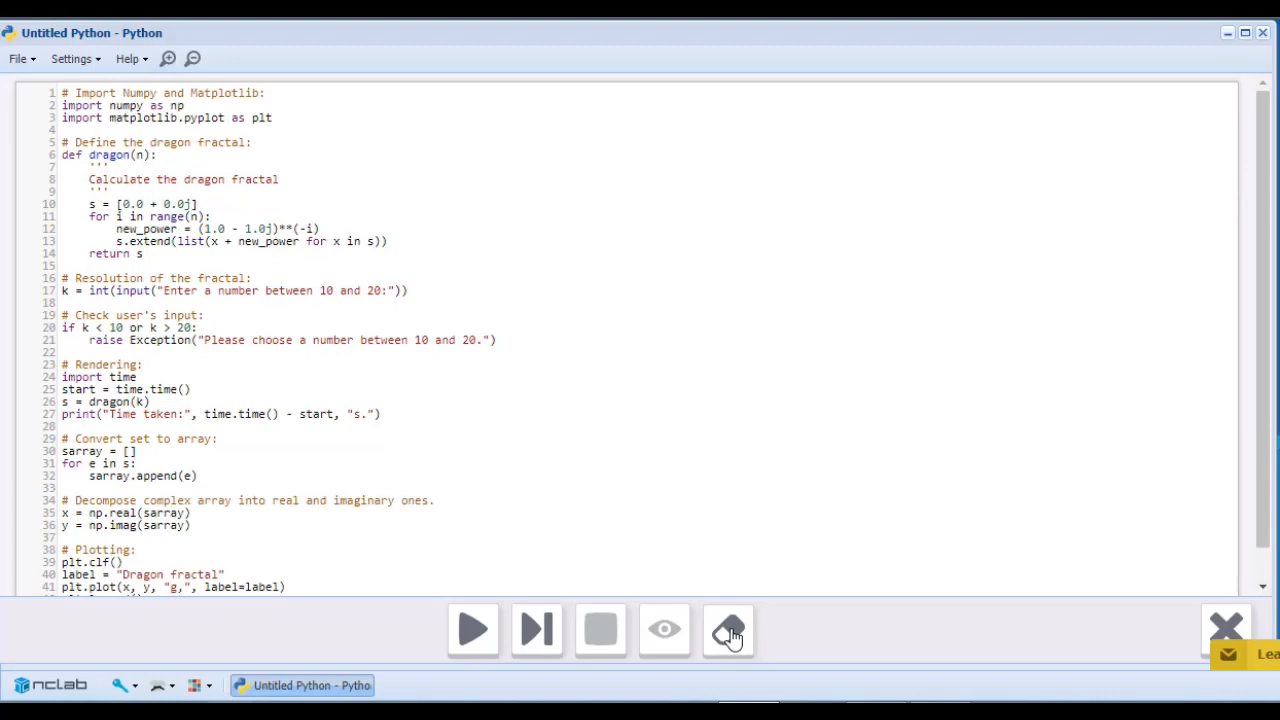 Untitled Python - Python
File Settings Help
1 # Import Numpy and Matplotlib:
2 import numpy as np
3 import matplotlib.pyplot as plt
4
5 # Define the dragon fractal:
6 def dragon(n):
7     '''
8     Calculate the dragon fractal
9     '''
10     s = [0.0 + 0.0j]
11     for i in range(n):
12         new_power = (1.0 - 1.0j)**(-i)
13         s.extend(list(x + new_power for x in s))
14     return s
15
16 # Resolution of the fractal:
17 k = int(input("Enter a number between 10 and 20:"))
18
19 # Check user's input:
20 if k < 10 or k > 20:
21     raise Exception("Please choose a number between 10 and 20.")
22
23 # Rendering:
24 import time
25 start = time.time()
26 s = dragon(k)
27 print("Time taken:", time.time() - start, "s.")
28
29 # Convert set to array:
30 sarray = []
31 for e in s:
32     sarray.append(e)
33
34 # Decompose complex array into real and imaginary ones.
35 x = np.real(sarray)
36 y = np.imag(sarray)
37
38 # Plotting:
39 plt.clf()
40 label = "Dragon fractal"
41 plt.plot(x, y, "g,", label=label)
Lea
nclab Untitled Python - Pytho